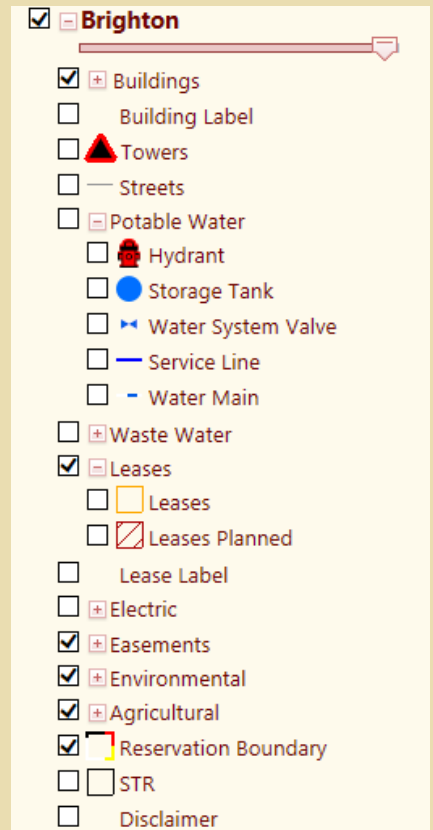 Brighton
Buildings
Building Label
Towers
Streets
Potable Water
Hydrant
Storage Tank
Water System Valve
Service Line
Water Main
Waste Water
Leases
Leases
Leases Planned
Lease Label
Electric
Easements
Environmental
Agricultural
Reservation Boundary
STR
Disclaimer